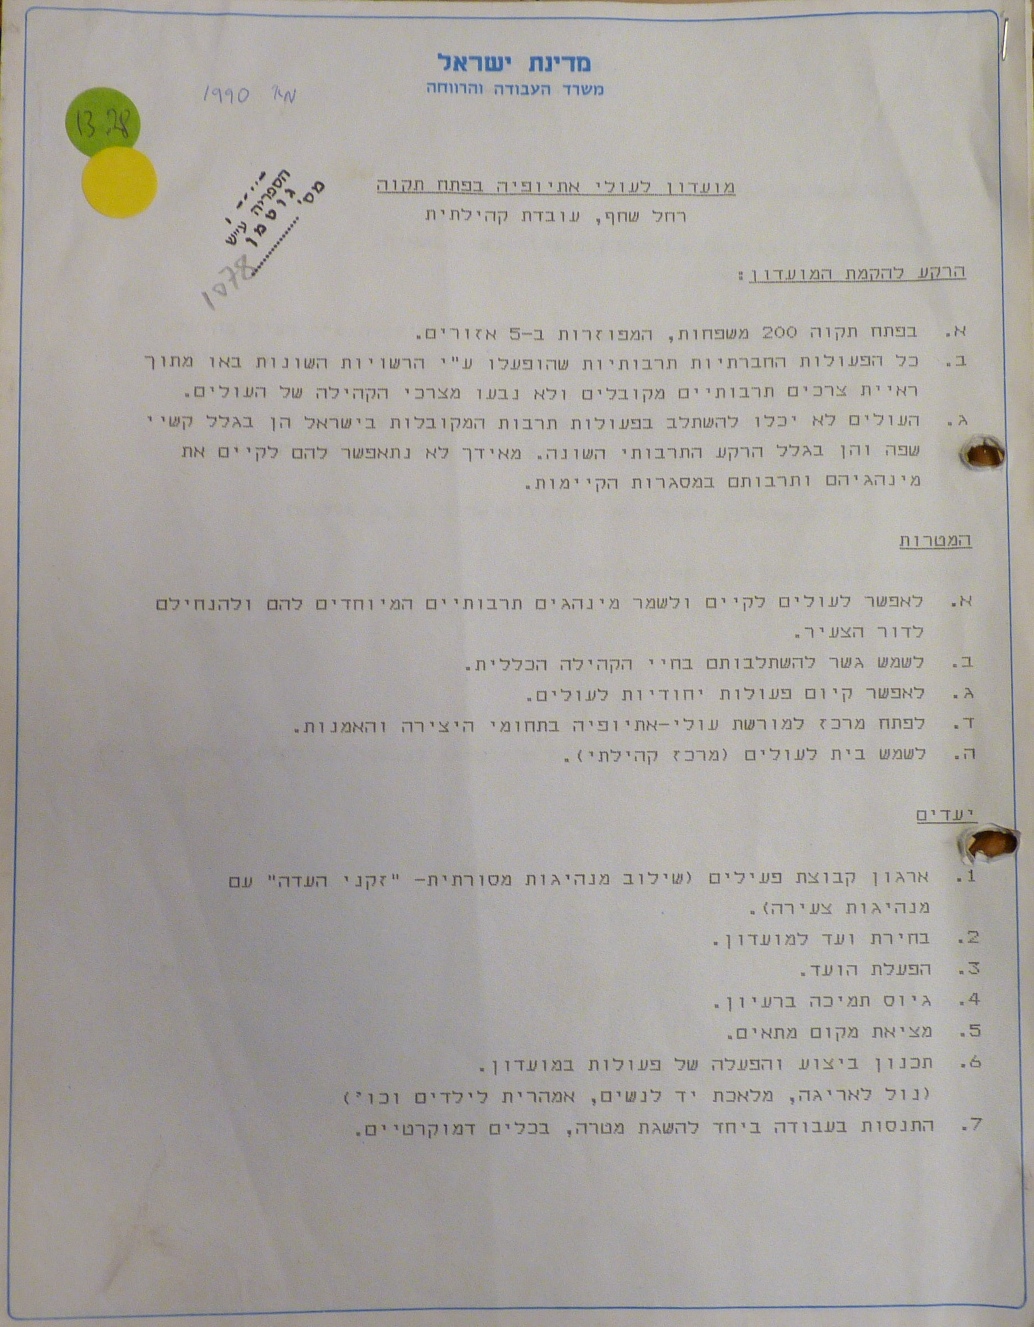 מדינת ישראל
משרד העבודה והרווחה
1990
13.28
הספריה ע״ש
גוטמן
מס'
1078
מועדון לעולי אתיופיה בפתח תקוה
רחל שחף, עובדת קהילתית
הרקע להקמת המועדון:
א. בפתח תקוה 200 משפחות, המפוזרות ב-5 אזורים.
ב. כל הפעולות החברתיות תרבותיות שהופעלו ע"י הרשויות השונות באו מתוך
ראיית צרכים תרבותיים מקובלים ולא נבעו מצרכי הקהילה של העולים.
ג. העולים לא יכלו להשתלב בפעולות תרבות המקובלות בישראל הן בגלל קשיי
שפה והן בגלל הרקע התרבותי השונה. מאידך לא נתאפשר להם לקיים את
מינהגיהם ותרבותם במסגרות הקיימות.
המטרות
א. לאפשר לעולים לקיים ולשמר מינהגים תרבותיים המיוחדים להם ולהנחילם
לדור הצעיר.
ב. לשמש גשר להשתלבותם בחיי הקהילה הכללית.
ג. לאפשר קיום פעולות יחודיות לעולים.
ד. לפתח מרכז למורשת עולי-אתיופיה בתחומי היצירה והאמנות.
ה. לשמש בית לעולים (מרכז קהילתי).
יעדים
1. ארגון קבוצת פעילים (שילוב מנהיגות מסורתית- "זקני העדה" עם
מנהיגות צעירה).
2. בחירת ועד למועדון.
3. הפעלת הועד.
4. גיוס תמיכה ברעיון.
5. מציאת מקום מתאים.
6. תכנון ביצוע והפעלה של פעולות במועדון.
(נול לאריגה, מלאכת יד לנשים, אמהרית לילדים וכו')
7. התנסות בעבודה ביחד להשגת מטרה, בכלים דמוקרטיים.